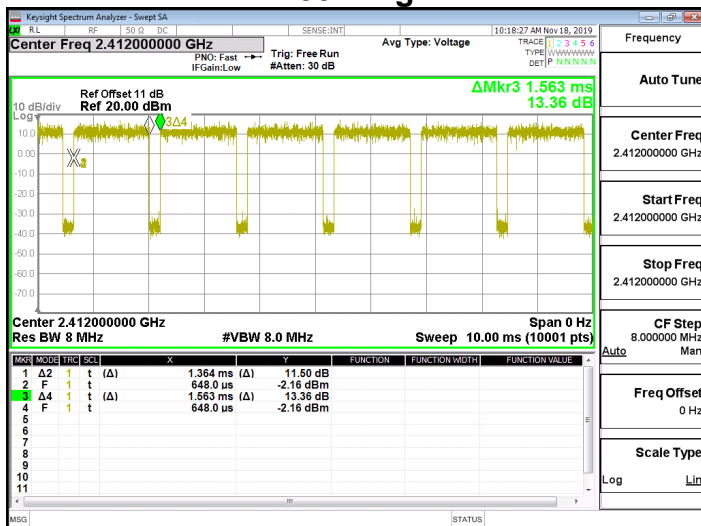 Keysight Spectrum Analyzer - Swept SA
LXI RL RF 50 Ω DC SENSE:INT 10:18:27 AM Nov 18, 2019
Center Freq 2.412000000 GHz
PNO: Fast
IFGain:Low
Trig: Free Run
#Atten: 30 dB
Avg Type: Voltage
TRACE 1 2 3 4 5 6
TYPE WWWWWW
DET P N N N N N
Ref Offset 11 dB
10 dB/div Ref 20.00 dBm
ΔMkr3 1.563 ms
13.36 dB
Log
3Δ4
10.0
0.00
-10.0
-20.0
-30.0
-40.0
-50.0
-60.0
-70.0
Center 2.412000000 GHz Span 0 Hz
Res BW 8 MHz #VBW 8.0 MHz Sweep 10.00 ms (10001 pts)
MKR MODE TRC SCL X Y FUNCTION FUNCTION WIDTH FUNCTION VALUE
1 Δ2 1 t (Δ) 1.364 ms (Δ) 11.50 dB
2 F 1 t 648.0 µs -2.16 dBm
3 Δ4 1 t (Δ) 1.563 ms (Δ) 13.36 dB
4 F 1 t 648.0 µs -2.16 dBm
5
6
7
8
9
10
11
MSG STATUS
Frequency
Auto Tune
Center Freq
2.412000000 GHz
Start Freq
2.412000000 GHz
Stop Freq
2.412000000 GHz
CF Step
8.000000 MHz
Auto Man
Freq Offset
0 Hz
Scale Type
Log Lin